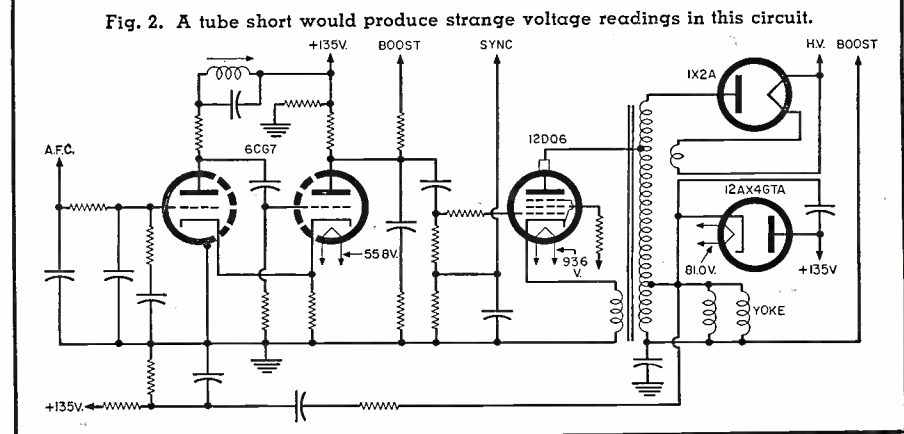 Fig. 2. A tube short would produce strange voltage readings in this circuit.
+135V. BOOST SYNC H.V. BOOST
1X2A
A.F.C. 6CG7 12DQ6
12AX4GTA
55.8V. 93.6 V. 81.0V. +135V
YOKE
+135V.